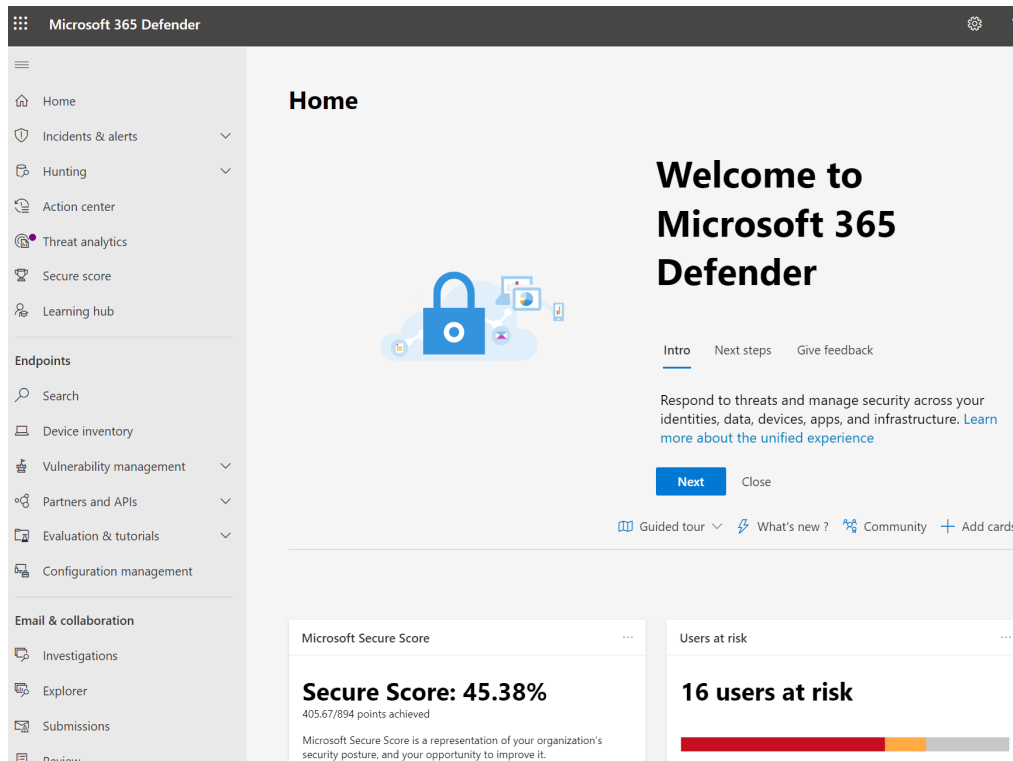 Microsoft 365 Defender
Home
Incidents & alerts
Hunting
Action center
Threat analytics
Secure score
Learning hub
Endpoints
Search
Device inventory
Vulnerability management
Partners and APIs
Evaluation & tutorials
Configuration management
Email & collaboration
Investigations
Explorer
Submissions
Review
Home
Welcome to
Microsoft 365
Defender
Intro Next steps Give feedback
Respond to threats and manage security across your
identities, data, devices, apps, and infrastructure. Learn
more about the unified experience
Next Close
Guided tour What's new ? Community Add cards
Microsoft Secure Score
Secure Score: 45.38%
405.67/894 points achieved
Microsoft Secure Score is a representation of your organization's
security posture, and your opportunity to improve it.
Users at risk
16 users at risk